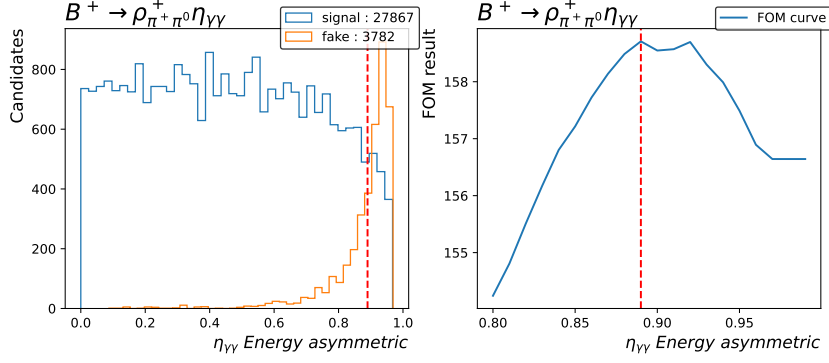 B⁺ → ρ⁺π⁺π⁰ηγγ
signal : 27867
fake : 3782
Candidates
800
600
400
200
0
0.0 0.2 0.4 0.6 0.8 1.0
ηγγ Energy asymmetric
B⁺ → ρ⁺π⁺π⁰ηγγ
FOM curve
FOM result
158
157
156
155
0.80 0.85 0.90 0.95
ηγγ Energy asymmetric